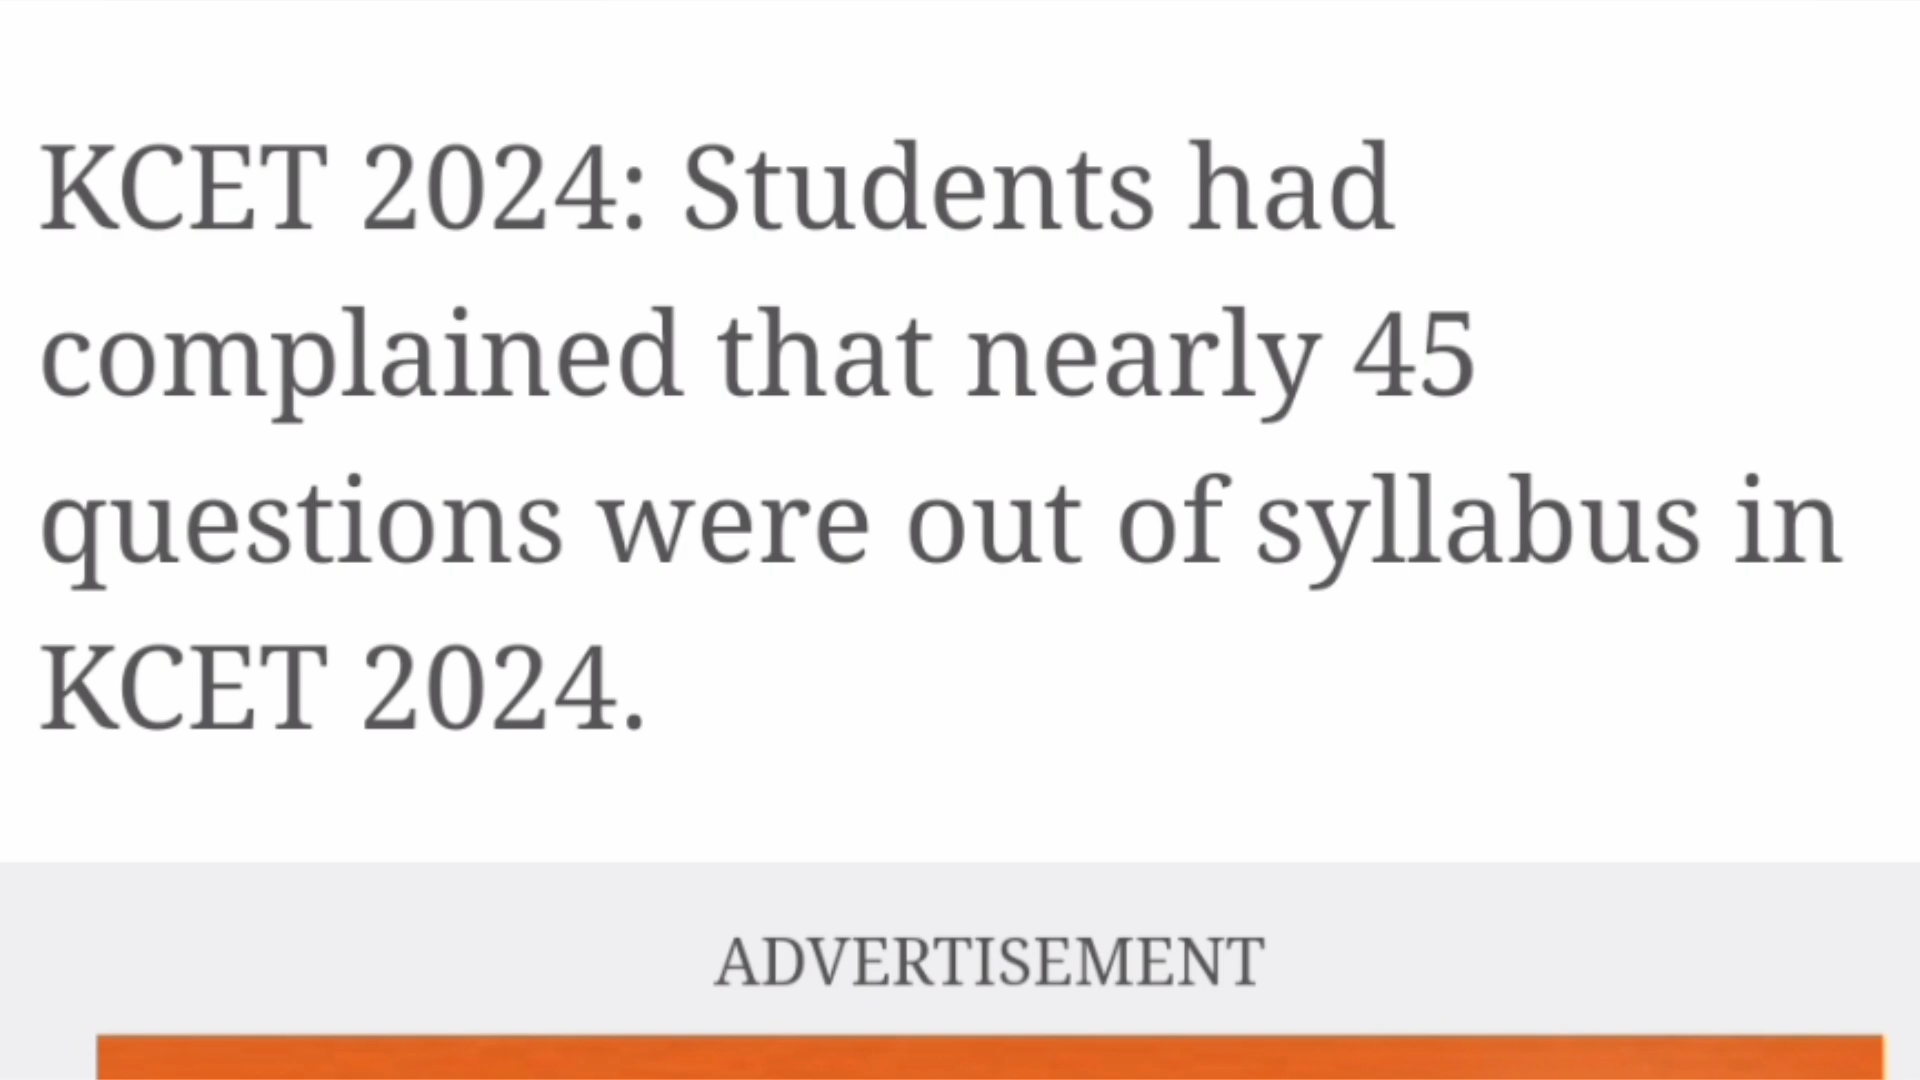 KCET 2024: Students had
complained that nearly 45
questions were out of syllabus in
KCET 2024.
ADVERTISEMENT